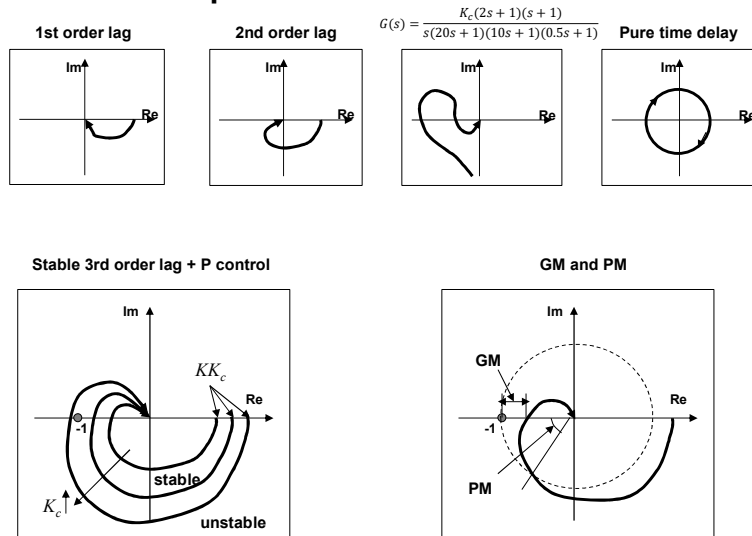 1st order lag
2nd order lag
G(s) = K_c(2s + 1)(s + 1) / s(20s + 1)(10s + 1)(0.5s + 1)
Pure time delay
Im
Re
Im
Re
Im
Re
Im
Re
Stable 3rd order lag + P control
GM and PM
Im
KK_c
Re
-1
stable
K_c
unstable
Im
GM
Re
-1
PM